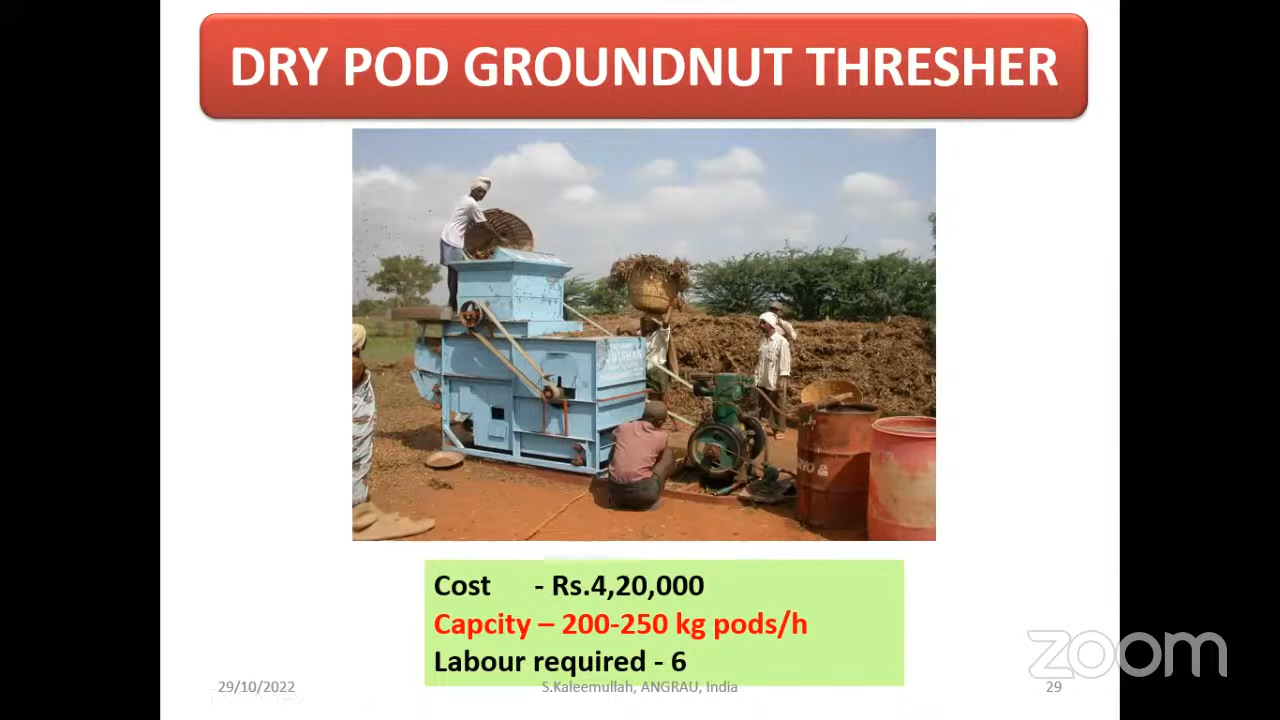 DRY POD GROUNDNUT THRESHER
Cost - Rs.4,20,000
Capcity – 200-250 kg pods/h
Labour required - 6
29/10/2022
S.Kaleemullah, ANGRAU, India
29
zoom